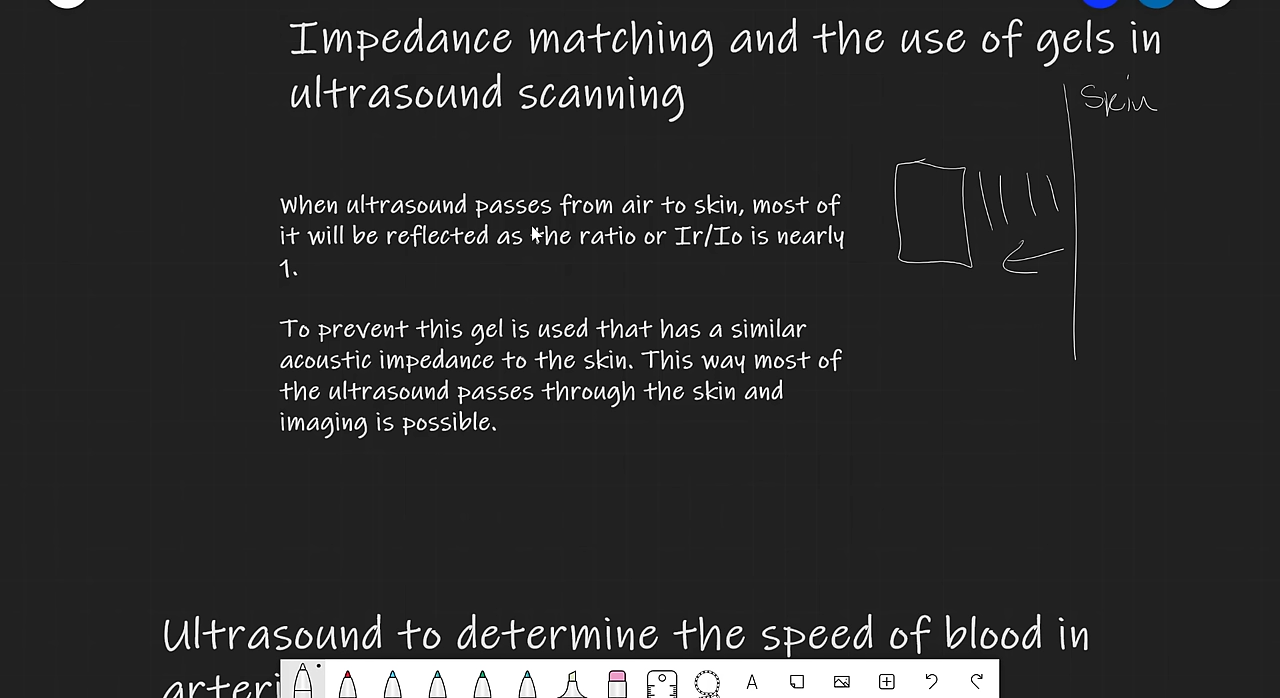 Impedance matching and the use of gels in
ultrasound scanning
Skin
When ultrasound passes from air to skin, most of
it will be reflected as the ratio or Ir/Io is nearly
1.
To prevent this gel is used that has a similar
acoustic impedance to the skin. This way most of
the ultrasound passes through the skin and
imaging is possible.
Ultrasound to determine the speed of blood in
arteri
A